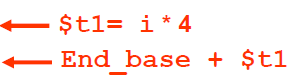 $t1= i*4
End_base + $t1